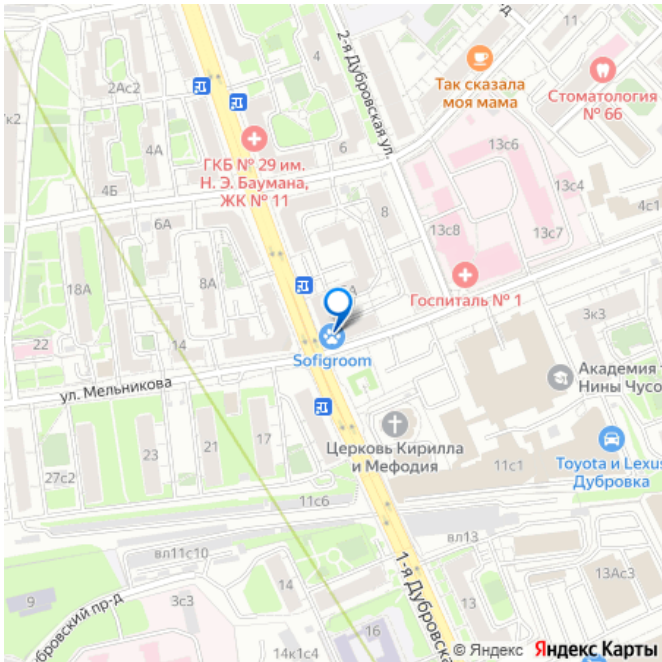 11
4
2Ас2
2-я Дубровская ул.
Так сказала
моя мама
Стоматология
№ 66
4А
6
ГКБ № 29 им.
Н. Э. Баумана,
ЖК № 11
13с6
13с4
4Б
4с1
6А
8
13с8
13с7
18А
8А
Госпиталь № 1
22
14
3к3
Sofigroom
ул. Мельникова
Академия т
Нины Чусо
17
21
23
Церковь Кирилла
и Мефодия
Toyota и Lexus
Дубровка
11с1
27с2
11с6
вл13
вл11с10
1-я Дубровска
13Ас3
14
9
3с3
13
убровский пр-д
16
14к1с4
© Яндекс Яндекс Карты